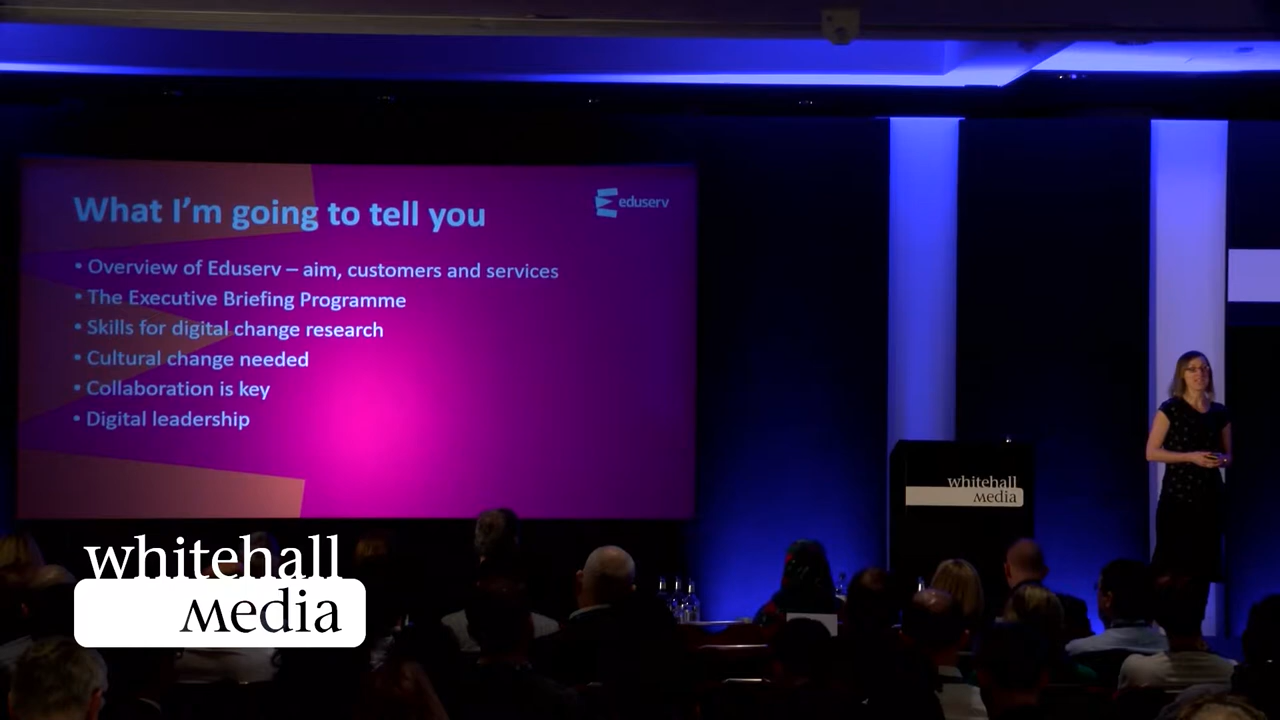 What I'm going to tell you
eduserv
• Overview of Eduserv – aim, customers and services
• The Executive Briefing Programme
• Skills for digital change research
• Cultural change needed
• Collaboration is key
• Digital leadership
whitehall
media
whitehall
media